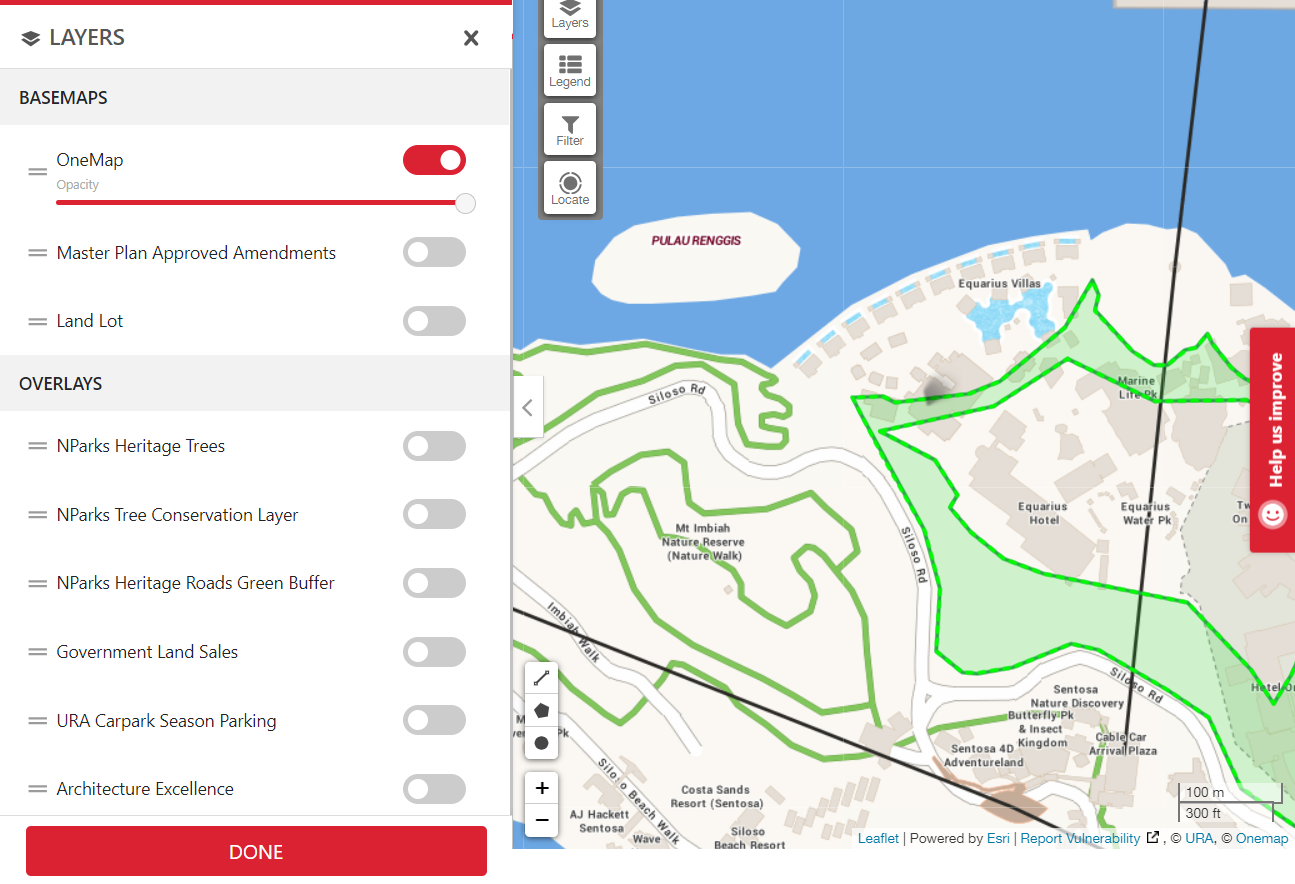 LAYERS
BASEMAPS
OneMap
Opacity
Master Plan Approved Amendments
Land Lot
OVERLAYS
NParks Heritage Trees
NParks Tree Conservation Layer
NParks Heritage Roads Green Buffer
Government Land Sales
URA Carpark Season Parking
Architecture Excellence
DONE
Layers
Legend
Filter
Locate
PULAU RENGGIS
Equarius Villas
Siloso Rd
Marine
Life Pk
Help us improve
Equarius
Hotel
Equarius
Water Pk
Tw
On
Mt Imbiah
Nature Reserve
(Nature Walk)
Siloso Rd
Imbiah Walk
Siloso Rd
Hotel On
Sentosa
Nature Discovery
Butterfly Pk
& Insect
Kingdom
Cable Car
Arrival Plaza
Sentosa 4D
Adventureland
M
ver Pk
Siloso Beach Walk
Costa Sands
Resort (Sentosa)
AJ Hackett
Sentosa
Wave
Siloso
Beach Resort
+
−
100 m
300 ft
Leaflet | Powered by Esri | Report Vulnerability , © URA, © Onemap